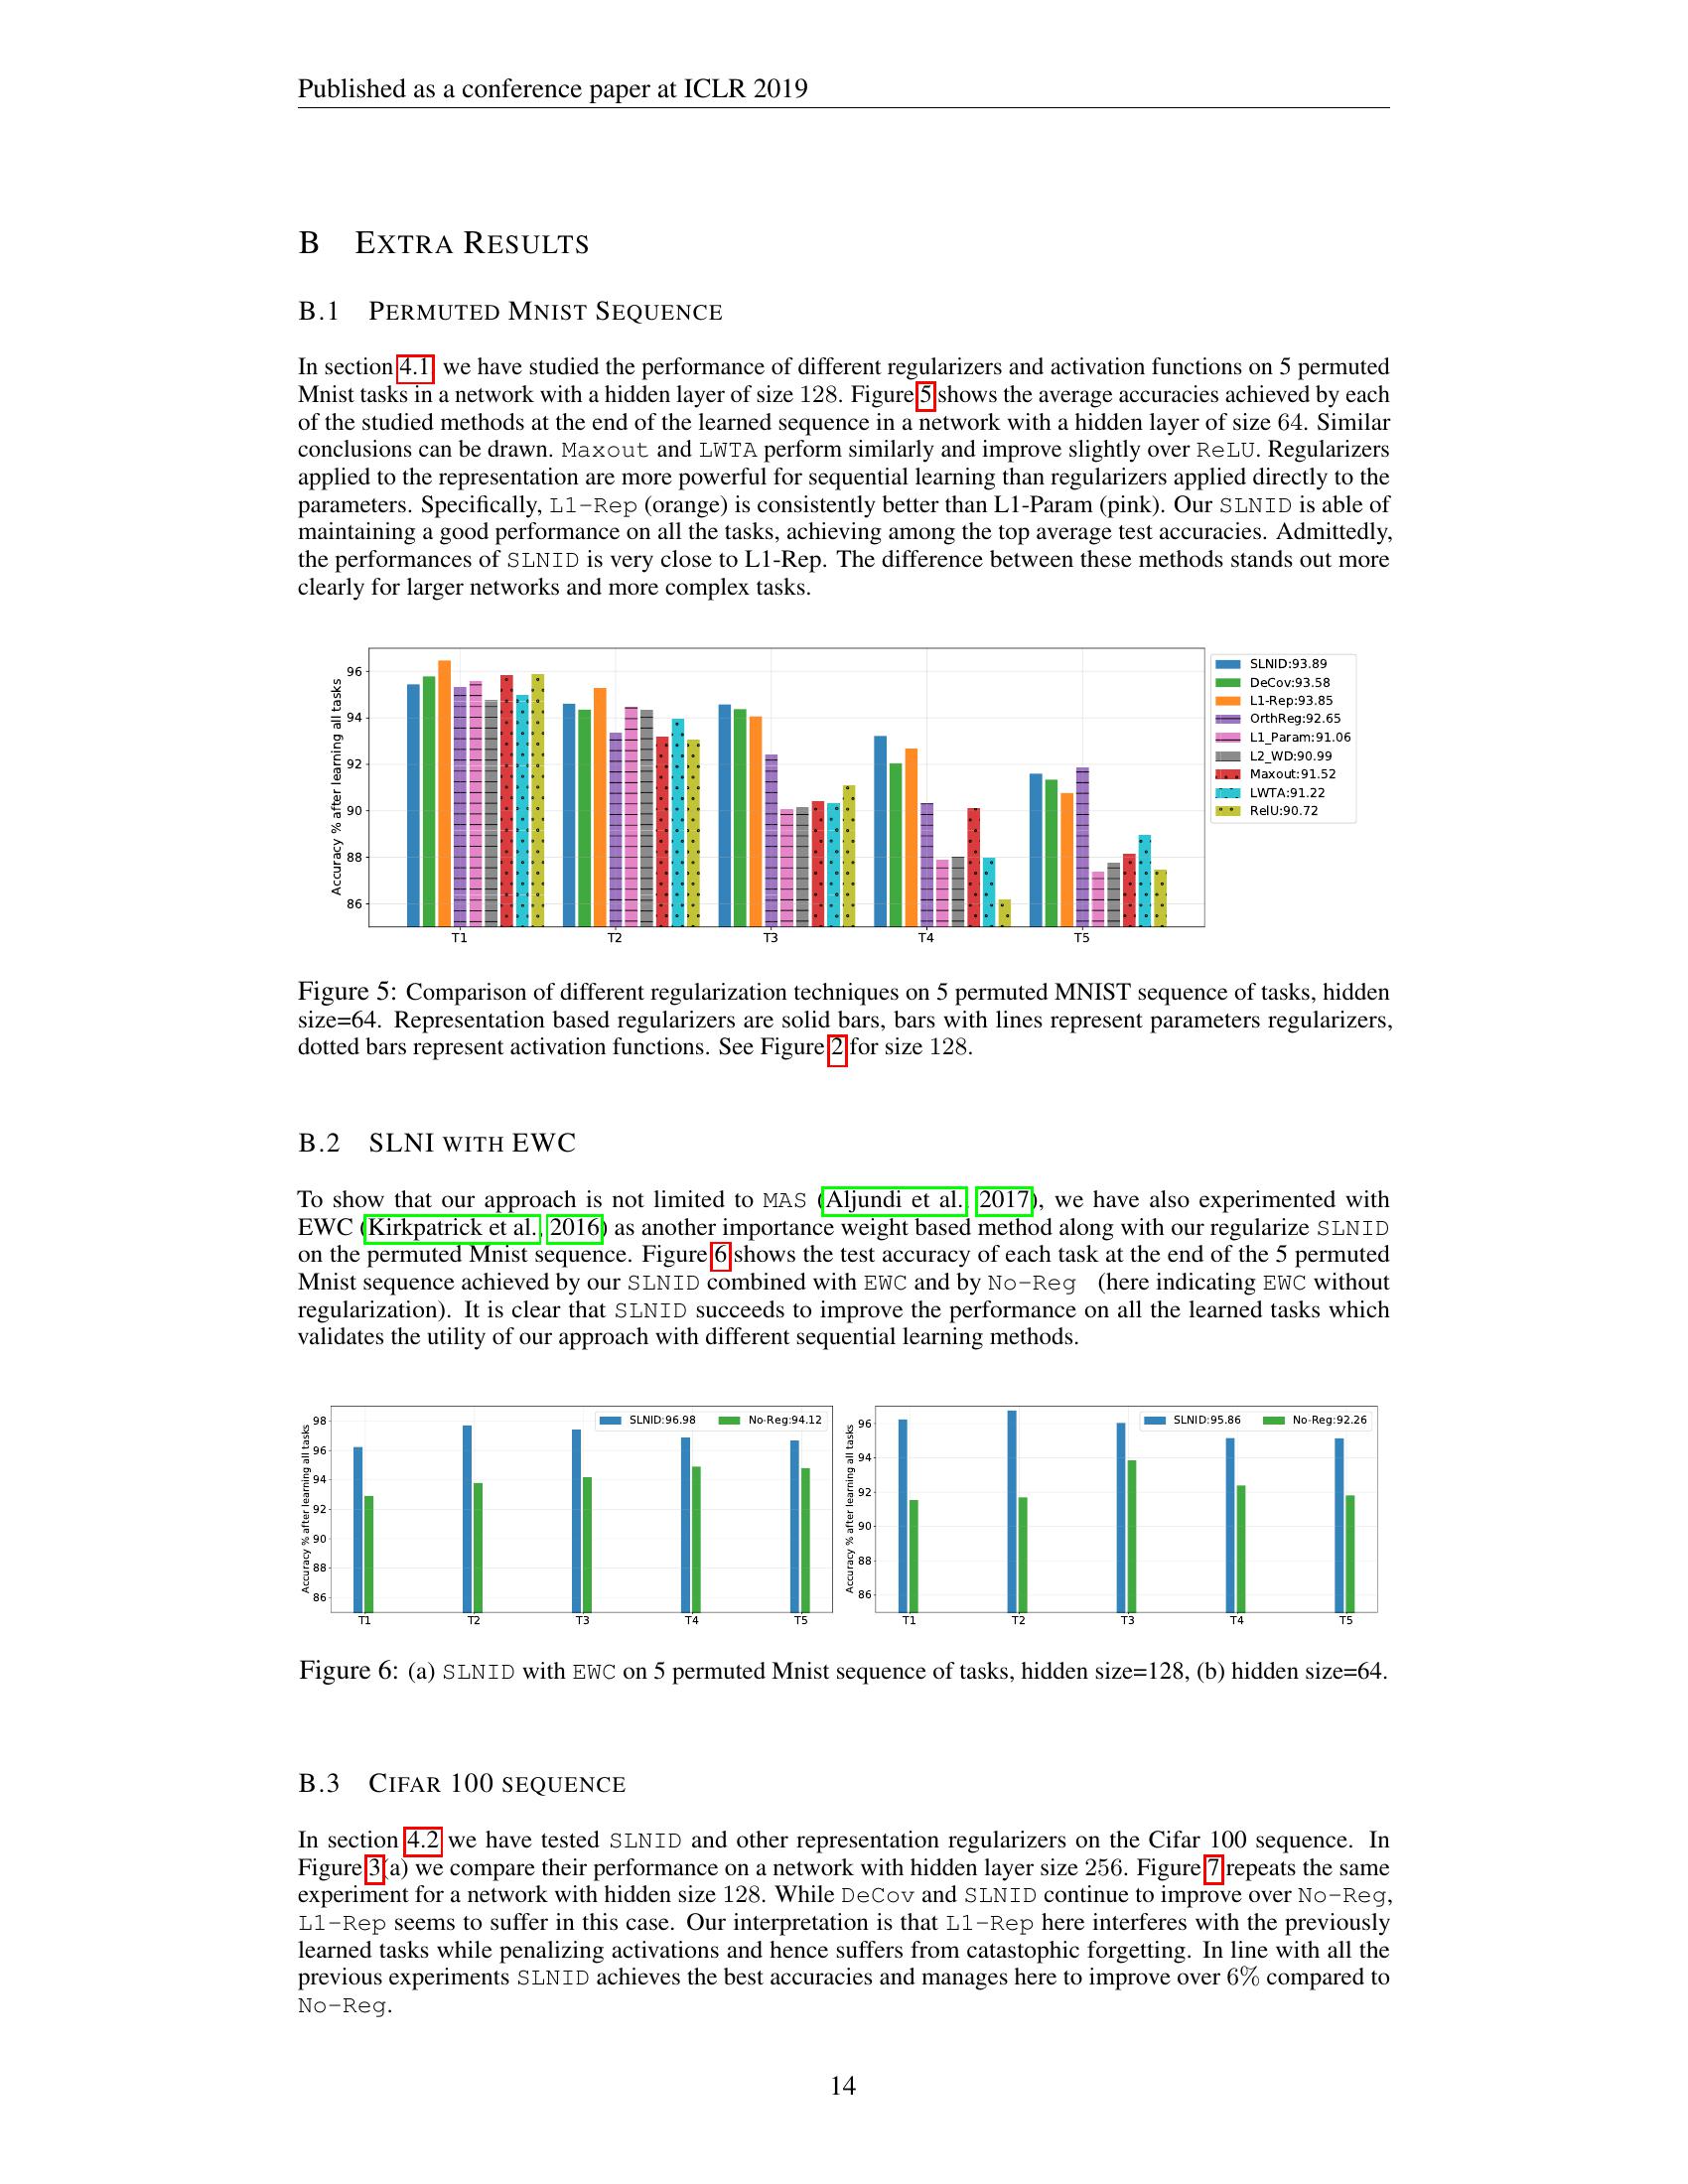 Published as a conference paper at ICLR 2019
B EXTRA RESULTS
B.1 PERMUTED MNIST SEQUENCE
In section 4.1 we have studied the performance of different regularizers and activation functions on 5 permuted
Mnist tasks in a network with a hidden layer of size 128. Figure 5 shows the average accuracies achieved by each
of the studied methods at the end of the learned sequence in a network with a hidden layer of size 64. Similar
conclusions can be drawn. Maxout and LWTA perform similarly and improve slightly over ReLU. Regularizers
applied to the representation are more powerful for sequential learning than regularizers applied directly to the
parameters. Specifically, L1-Rep (orange) is consistently better than L1-Param (pink). Our SLNID is able of
maintaining a good performance on all the tasks, achieving among the top average test accuracies. Admittedly,
the performances of SLNID is very close to L1-Rep. The difference between these methods stands out more
clearly for larger networks and more complex tasks.
Accuracy % after learning all tasks
96
94
92
90
88
86
T1 T2 T3 T4 T5
SLNID:93.89
DeCov:93.58
L1-Rep:93.85
OrthReg:92.65
L1_Param:91.06
L2_WD:90.99
Maxout:91.52
LWTA:91.22
RelU:90.72
Figure 5: Comparison of different regularization techniques on 5 permuted MNIST sequence of tasks, hidden
size=64. Representation based regularizers are solid bars, bars with lines represent parameters regularizers,
dotted bars represent activation functions. See Figure 2 for size 128.
B.2 SLNI WITH EWC
To show that our approach is not limited to MAS (Aljundi et al., 2017), we have also experimented with
EWC (Kirkpatrick et al., 2016) as another importance weight based method along with our regularize SLNID
on the permuted Mnist sequence. Figure 6 shows the test accuracy of each task at the end of the 5 permuted
Mnist sequence achieved by our SLNID combined with EWC and by No-Reg (here indicating EWC without
regularization). It is clear that SLNID succeeds to improve the performance on all the learned tasks which
validates the utility of our approach with different sequential learning methods.
Accuracy % after learning all tasks
98
96
94
92
90
88
86
SLNID:96.98 No-Reg:94.12
T1 T2 T3 T4 T5
Accuracy % after learning all tasks
96
94
92
90
88
86
SLNID:95.86 No-Reg:92.26
T1 T2 T3 T4 T5
Figure 6: (a) SLNID with EWC on 5 permuted Mnist sequence of tasks, hidden size=128, (b) hidden size=64.
B.3 CIFAR 100 SEQUENCE
In section 4.2 we have tested SLNID and other representation regularizers on the Cifar 100 sequence. In
Figure 3(a) we compare their performance on a network with hidden layer size 256. Figure 7 repeats the same
experiment for a network with hidden size 128. While DeCov and SLNID continue to improve over No-Reg,
L1-Rep seems to suffer in this case. Our interpretation is that L1-Rep here interferes with the previously
learned tasks while penalizing activations and hence suffers from catastophic forgetting. In line with all the
previous experiments SLNID achieves the best accuracies and manages here to improve over 6% compared to
No-Reg.
14